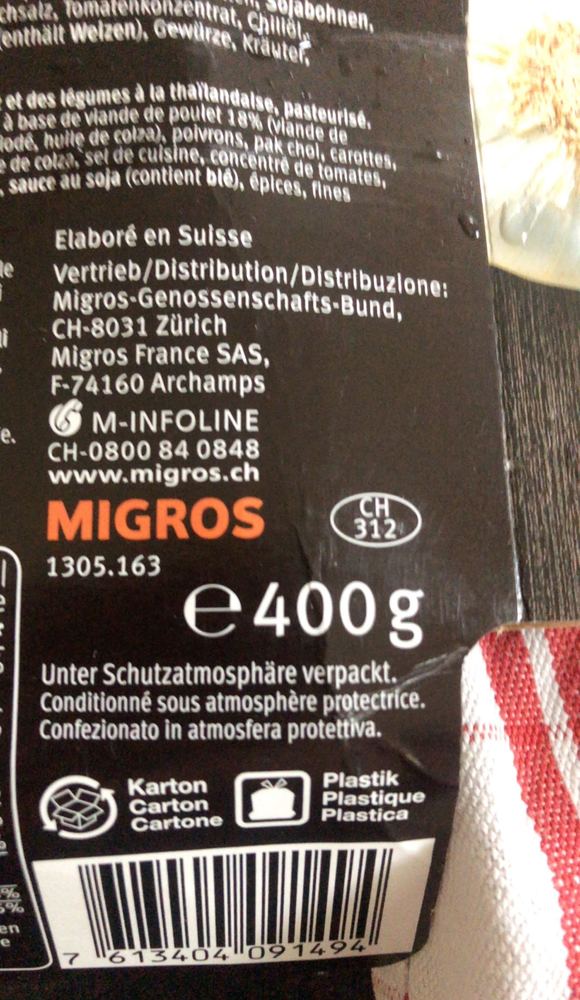 Tomatenkonzentrat, Chiliöl,
Sojabohnen,
(enthält Weizen), Gewürze, Kräuter,
et des légumes à la thaïlandaise, pasteurisé.
à base de viande de poulet 18% (viande de
huile de colza), poivrons, pak choi, carottes,
de colza, sel de cuisine, concentré de tomates,
sauce au soja (contient blé), épices, fines
Elaboré en Suisse
Vertrieb/Distribution/Distribuzione:
Migros-Genossenschafts-Bund,
CH-8031 Zürich
Migros France SAS,
F-74160 Archamps
M-INFOLINE
CH-0800 84 0848
www.migros.ch
MIGROS
CH
312
1305.163
e 400g
Unter Schutzatmosphäre verpackt.
Conditionné sous atmosphère protectrice.
Confezionato in atmosfera protettiva.
Karton
Carton
Cartone
Plastik
Plastique
Plastica
7 613404 091494